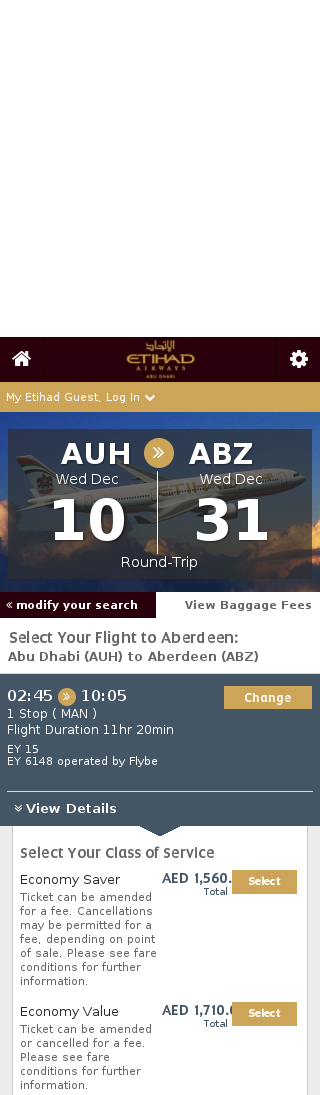 الإتحاد
ETIHAD
AIRWAYS
ABU DHABI
My Etihad Guest, Log In
AUH ABZ
Wed Dec Wed Dec
10 31
Round-Trip
« modify your search View Baggage Fees
Select Your Flight to Aberdeen:
Abu Dhabi (AUH) to Aberdeen (ABZ)
02:45 » 10:05 Change
1 Stop ( MAN )
Flight Duration 11hr 20min
EY 15
EY 6148 operated by Flybe
View Details
Select Your Class of Service
Economy Saver AED 1,560. Select
Total
Ticket can be amended
for a fee. Cancellations
may be permitted for a
fee, depending on point
of sale. Please see fare
conditions for further
information.
Economy Value AED 1,710. Select
Total
Ticket can be amended
or cancelled for a fee.
Please see fare
conditions for further
information.